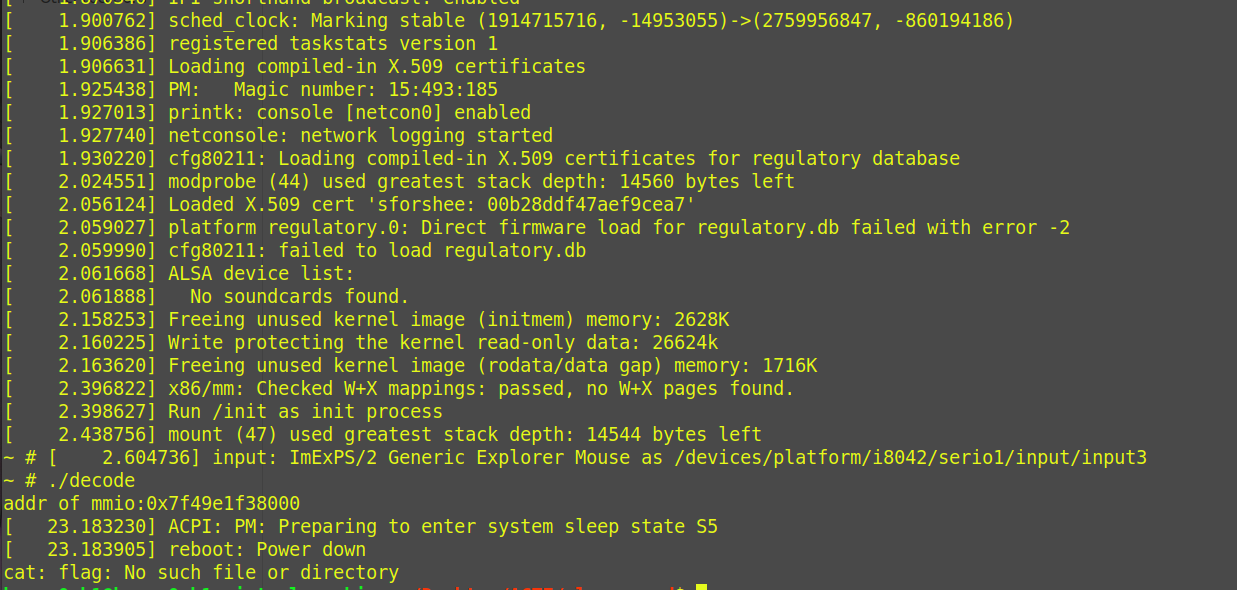 [    1.900762] sched_clock: Marking stable (1914715716, -14953055)->(2759956847, -860194186)
[    1.906386] registered taskstats version 1
[    1.906631] Loading compiled-in X.509 certificates
[    1.925438] PM:   Magic number: 15:493:185
[    1.927013] printk: console [netcon0] enabled
[    1.927740] netconsole: network logging started
[    1.930220] cfg80211: Loading compiled-in X.509 certificates for regulatory database
[    2.024551] modprobe (44) used greatest stack depth: 14560 bytes left
[    2.056124] Loaded X.509 cert 'sforshee: 00b28ddf47aef9cea7'
[    2.059027] platform regulatory.0: Direct firmware load for regulatory.db failed with error -2
[    2.059990] cfg80211: failed to load regulatory.db
[    2.061668] ALSA device list:
[    2.061888]   No soundcards found.
[    2.158253] Freeing unused kernel image (initmem) memory: 2628K
[    2.160225] Write protecting the kernel read-only data: 26624k
[    2.163620] Freeing unused kernel image (rodata/data gap) memory: 1716K
[    2.396822] x86/mm: Checked W+X mappings: passed, no W+X pages found.
[    2.398627] Run /init as init process
[    2.438756] mount (47) used greatest stack depth: 14544 bytes left
~ # [    2.604736] input: ImExPS/2 Generic Explorer Mouse as /devices/platform/i8042/serio1/input/input3
~ # ./decode
addr of mmio:0x7f49e1f38000
[   23.183230] ACPI: PM: Preparing to enter system sleep state S5
[   23.183905] reboot: Power down
cat: flag: No such file or directory